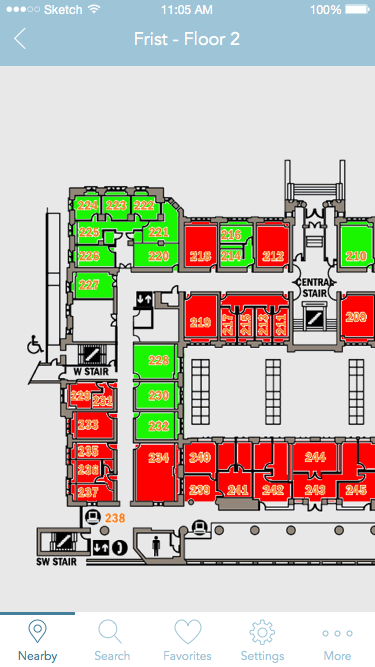 Sketch 11:05 AM 100%
Frist - Floor 2
224 223 222
225 221
226 220
227
218 216 212 210
214
CENTRAL
STAIR
219 217 215 213 211 209
W STAIR
228
229 231 230
233 232
235 234 240 244
236
237 239 241 242 243 245
238
SW STAIR
Nearby Search Favorites Settings More